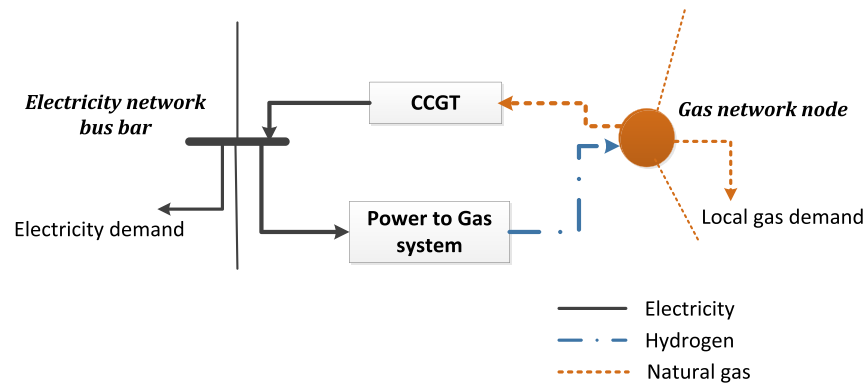 Electricity network
bus bar
CCGT
Gas network node
Electricity demand
Power to Gas
system
Local gas demand
Electricity
Hydrogen
Natural gas